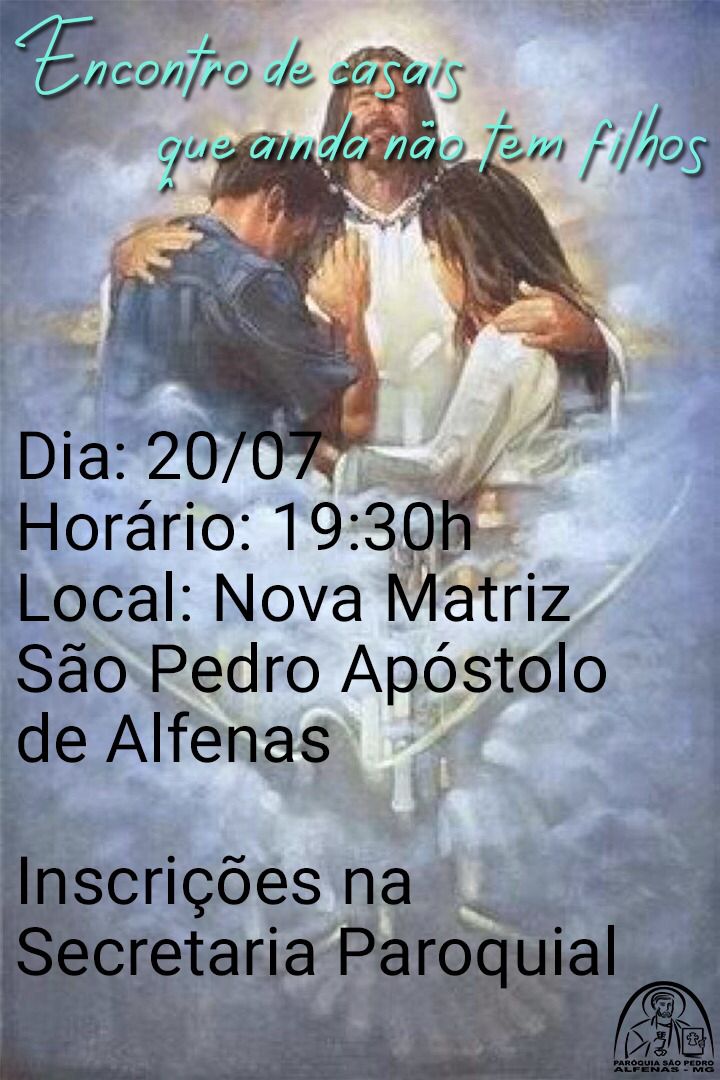 Encontro de casais
que ainda não tem filhos
Dia: 20/07
Horário: 19:30h
Local: Nova Matriz
São Pedro Apóstolo
de Alfenas
Inscrições na
Secretaria Paroquial
PARÓQUIA SÃO PEDRO
ALFENAS - MG